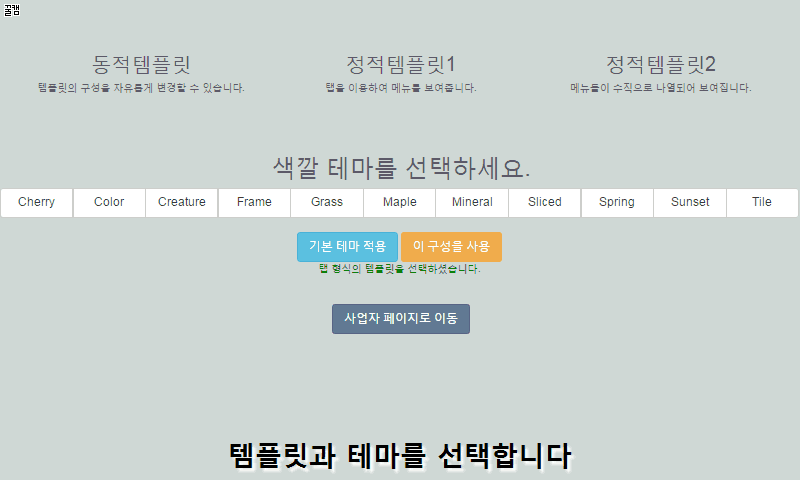 꿀캠
동적템플릿 정적템플릿1 정적템플릿2
템플릿의 구성을 자유롭게 변경할 수 있습니다. 탭을 이용하여 메뉴를 보여줍니다. 메뉴들이 수직으로 나열되어 보여집니다.
색깔 테마를 선택하세요.
Cherry Color Creature Frame Grass Maple Mineral Sliced Spring Sunset Tile
기본 테마 적용 이 구성을 사용
탭 형식의 템플릿을 선택하셨습니다.
사업자 페이지로 이동
템플릿과 테마를 선택합니다